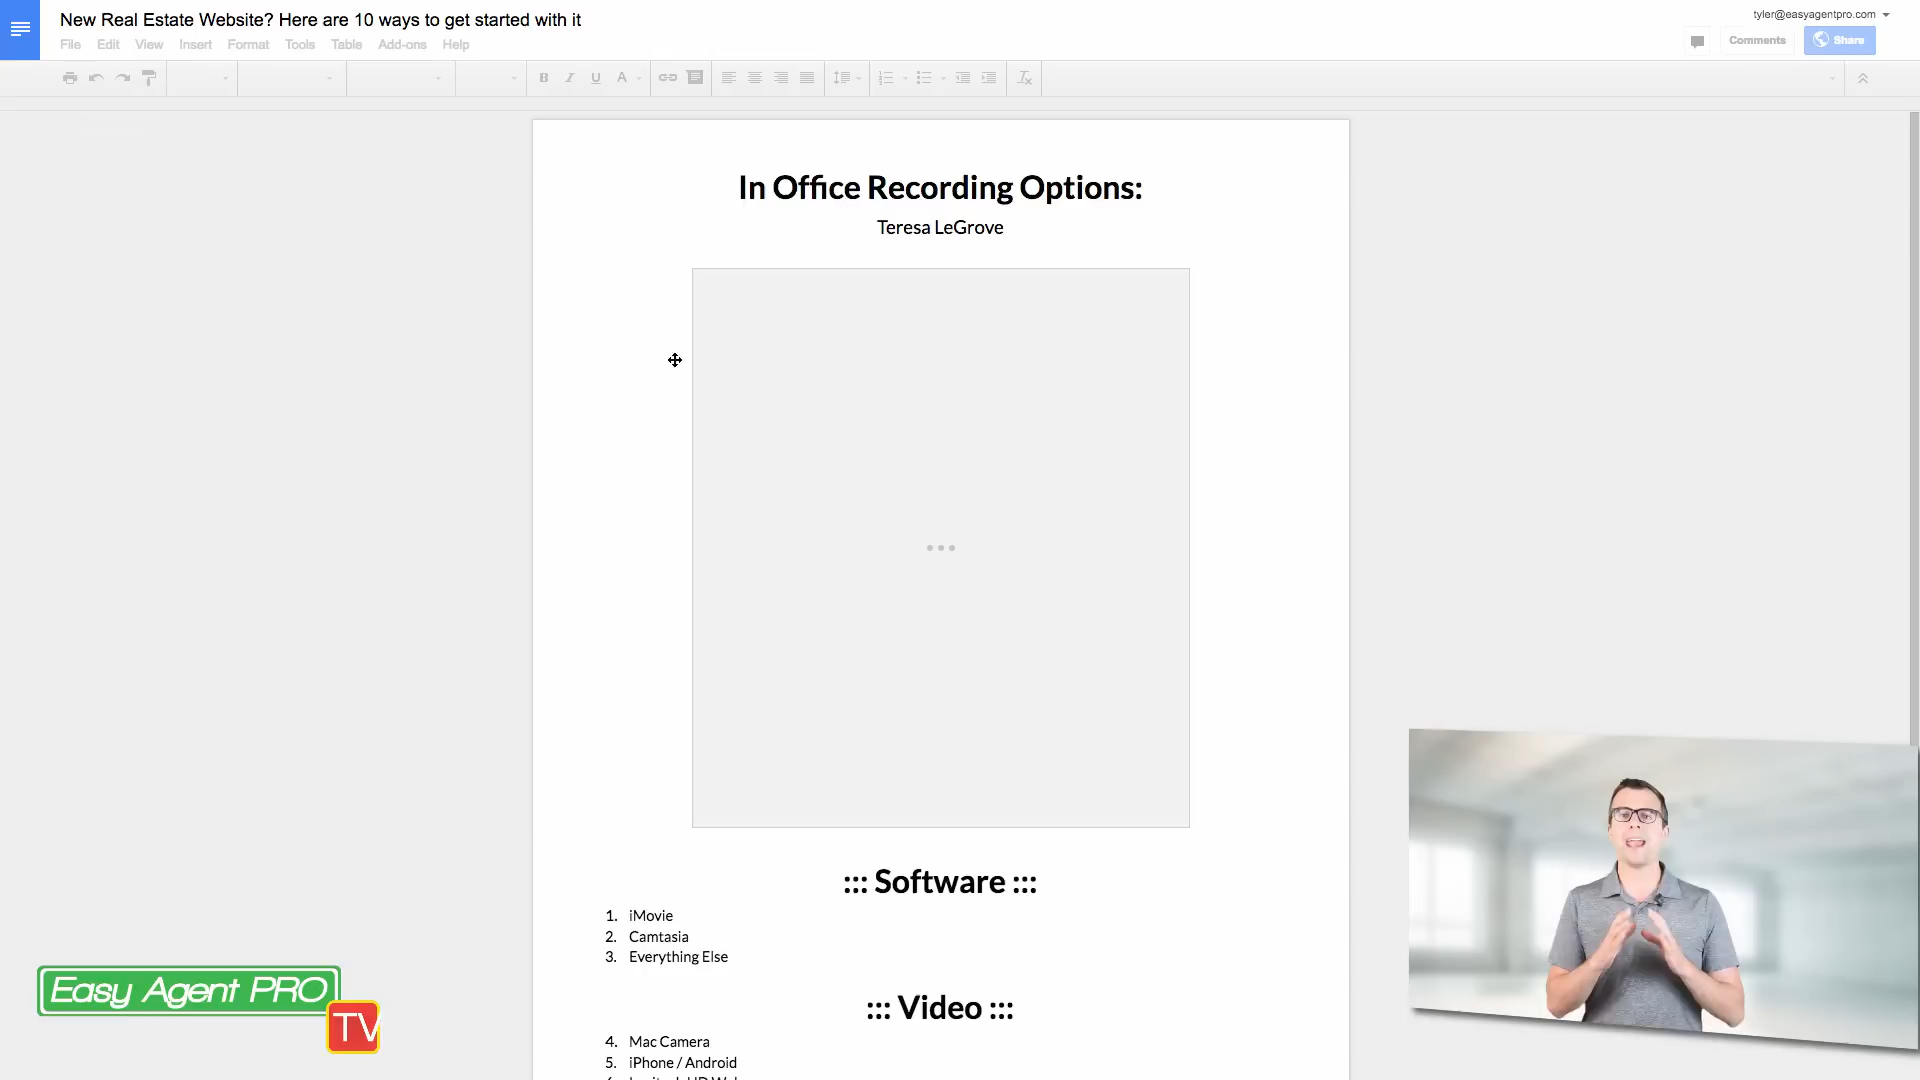 New Real Estate Website? Here are 10 ways to get started with it
tyler@easyagentpro.com
File Edit View Insert Format Tools Table Add-ons Help
Comments
Share
B I U A
In Office Recording Options:
Teresa LeGrove
::: Software :::
1. iMovie
2. Camtasia
3. Everything Else
::: Video :::
4. Mac Camera
5. iPhone / Android
Easy Agent PRO
TV